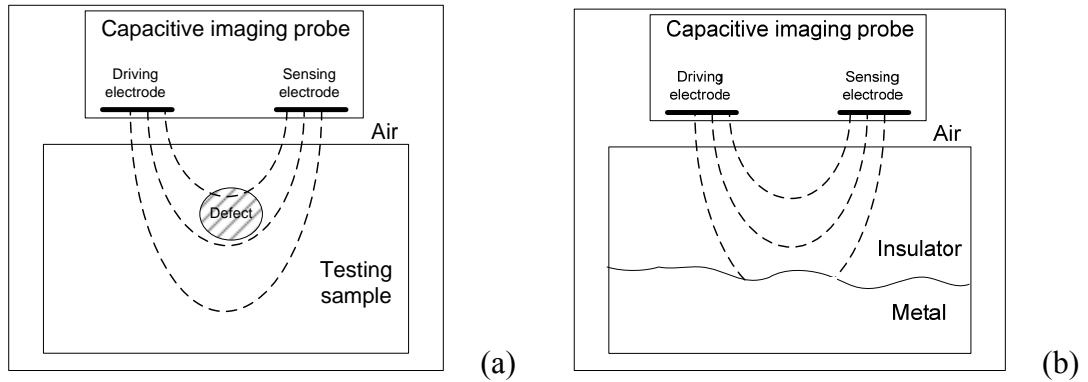 Capacitive imaging probe
Driving
electrode
Sensing
electrode
Air
Defect
Testing
sample
(a)
Capacitive imaging probe
Driving
electrode
Sensing
electrode
Air
Insulator
Metal
(b)